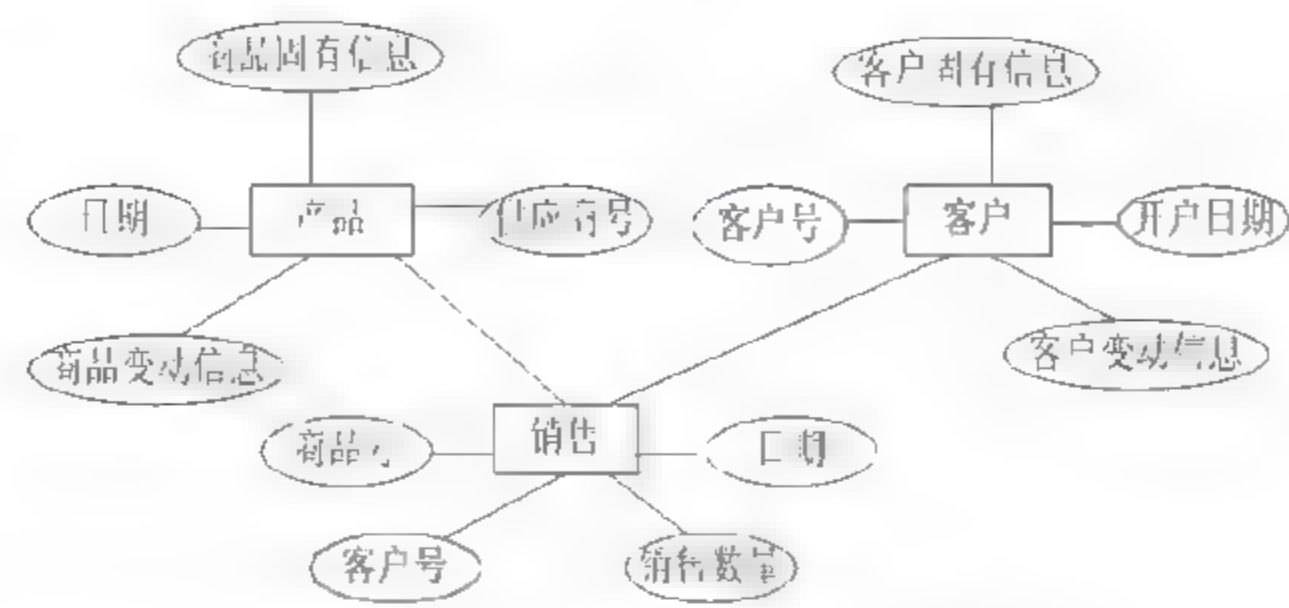 商品固有信息
客户固有信息
日期
产品
供应商号
客户号
客户
开户日期
商品变动信息
客户变动信息
商品号
销售
日期
客户号
销售数量